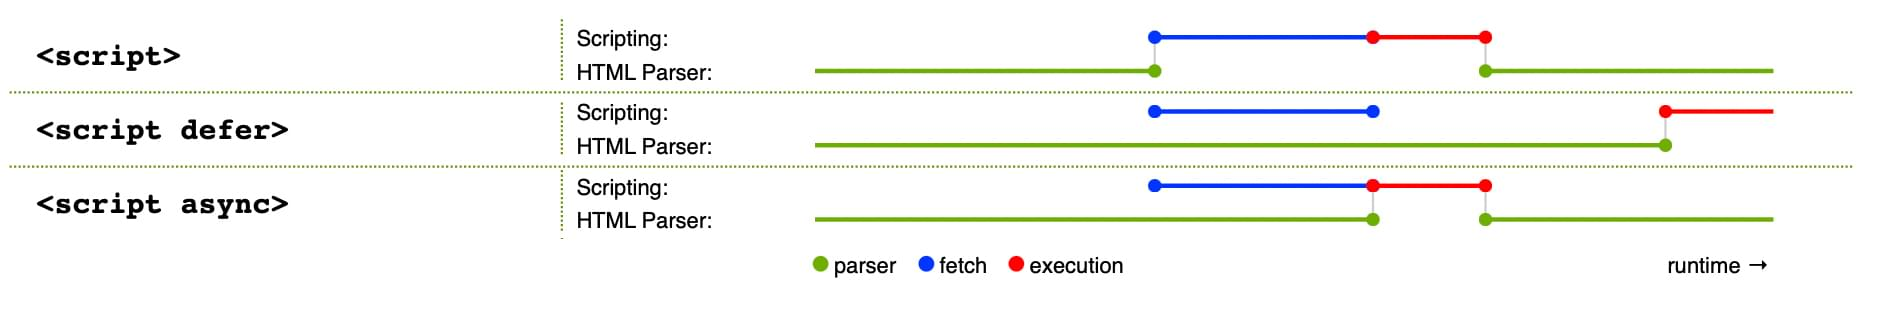 <script>
Scripting:
HTML Parser:
<script defer>
Scripting:
HTML Parser:
<script async>
Scripting:
HTML Parser:
parser fetch execution runtime →